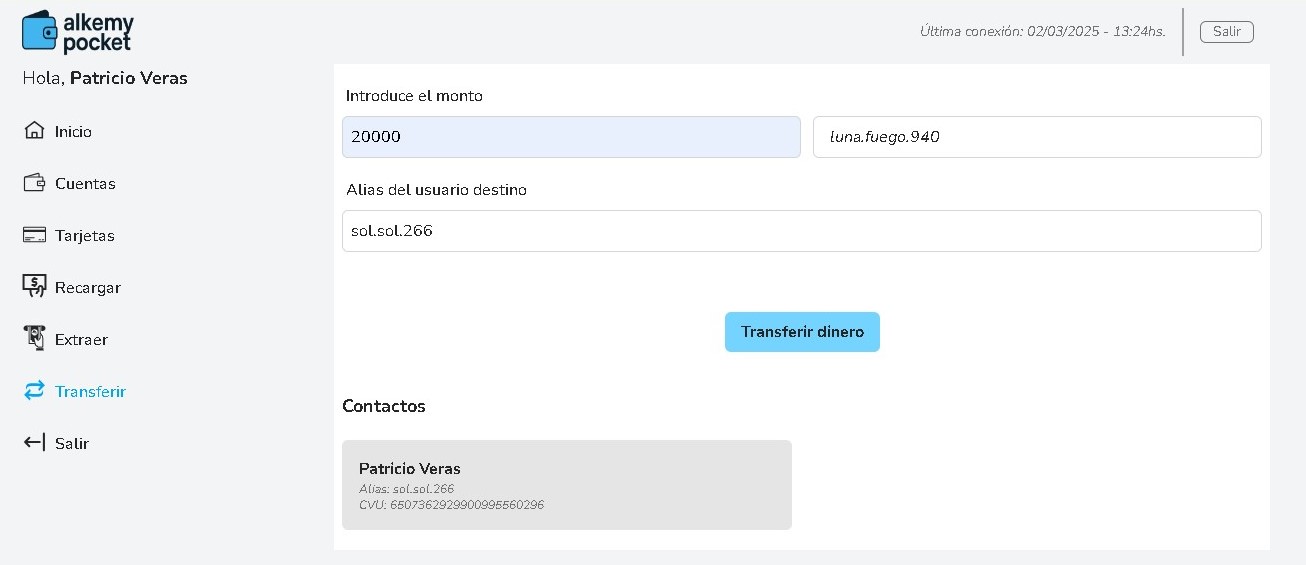 alkemy
pocket
Última conexión: 02/03/2025 - 13:24hs.
Salir
Hola, Patricio Veras
Inicio
Cuentas
Tarjetas
Recargar
Extraer
Transferir
Salir
Introduce el monto
20000
luna.fuego.940
Alias del usuario destino
sol.sol.266
Transferir dinero
Contactos
Patricio Veras
Alias: sol.sol.266
CVU: 6507362929900995560296